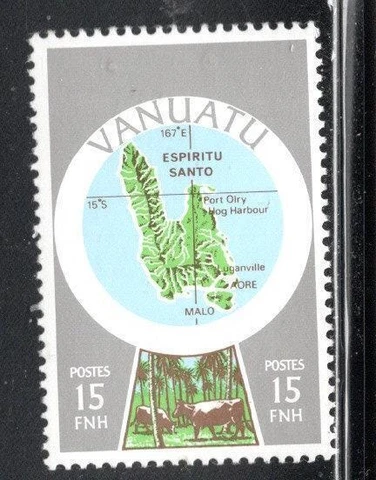 VANUATU
167°E
ESPIRITU
SANTO
15°S
Port Olry
Hog Harbour
Luganville
AORE
MALO
POSTES
15
FNH
POSTES
15
FNH